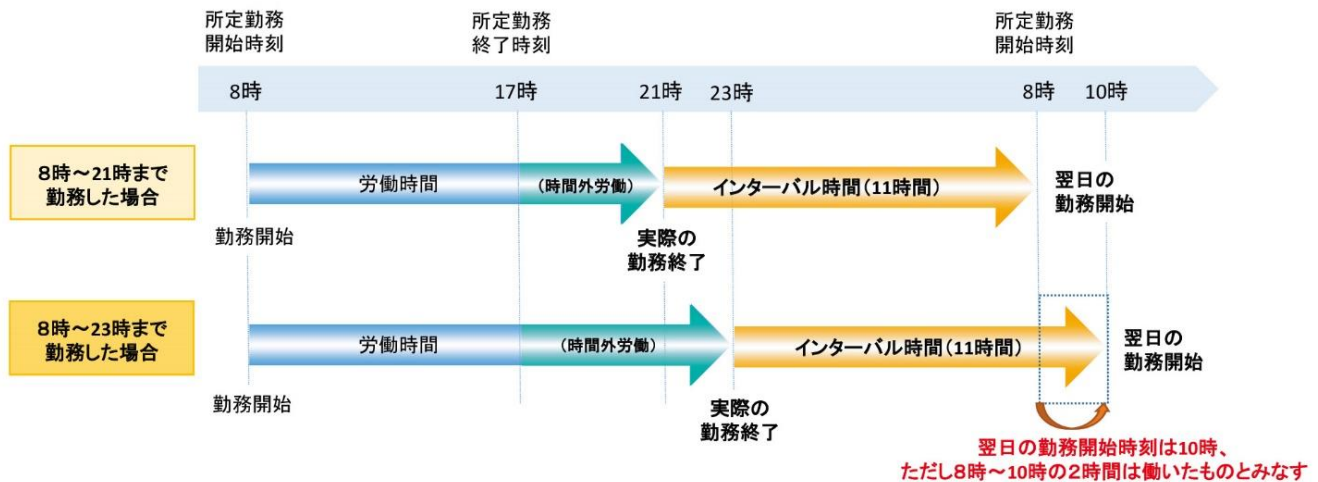 所定勤務
開始時刻
所定勤務
終了時刻
所定勤務
開始時刻
8時
17時
21時
23時
8時
10時
８時～21時まで
勤務した場合
労働時間
（時間外労働）
インターバル時間（11時間）
翌日の
勤務開始
勤務開始
実際の
勤務終了
８時～23時まで
勤務した場合
労働時間
（時間外労働）
インターバル時間（11時間）
翌日の
勤務開始
勤務開始
実際の
勤務終了
翌日の勤務開始時刻は10時、
ただし８時～10時の２時間は働いたものとみなす